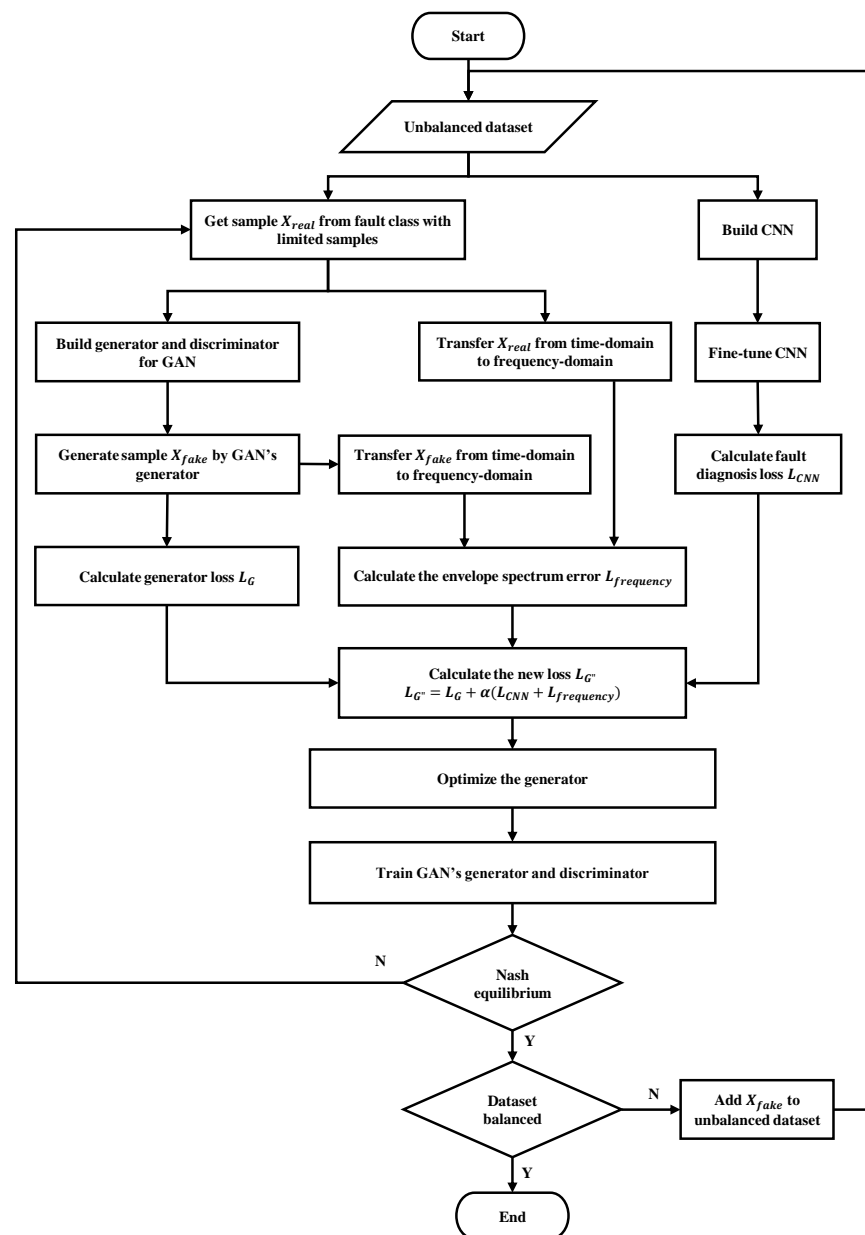 Start
Unbalanced dataset
Get sample X_real from fault class with
limited samples
Build CNN
Build generator and discriminator
for GAN
Transfer X_real from time-domain
to frequency-domain
Fine-tune CNN
Generate sample X_fake by GAN's
generator
Transfer X_fake from time-domain
to frequency-domain
Calculate fault
diagnosis loss L_CNN
Calculate generator loss L_G
Calculate the envelope spectrum error L_frequency
Calculate the new loss L_G"
L_G" = L_G + α(L_CNN + L_frequency)
Optimize the generator
Train GAN's generator and discriminator
N
Nash
equilibrium
Y
Dataset
balanced
N
Add X_fake to
unbalanced dataset
Y
End